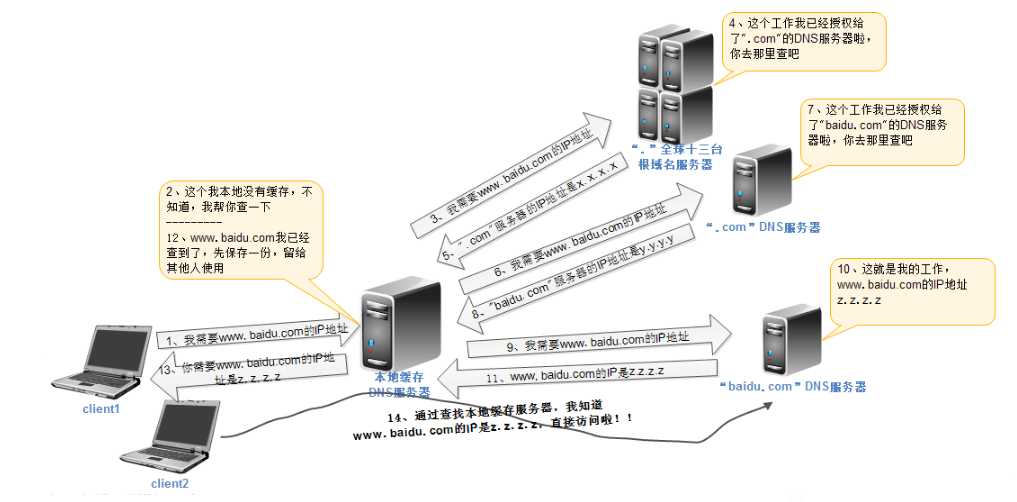 4、这个工作我已经授权给
了".com"的DNS服务器啦，
你去那里查吧
7、这个工作我已经授权给
了"baidu.com"的DNS服务
器啦，你去那里查吧
“.”全球十三台
根域名服务器
3、我需要www.baidu.com的IP地址
5、".com"服务器的IP地址是x.x.x.x
“.com”DNS服务器
2、这个我本地没有缓存，不
知道，我帮你查一下
---------
12、www.baidu.com我已经
查到了，先保存一份，留给
其他人使用
6、我需要www.baidu.com的IP地址
8、"baidu.com"服务器的IP地址是y.y.y.y
10、这就是我的工作，
www.baidu.com的IP地址
z.z.z.z
1、我需要www.baidu.com的IP地址
13、你需要www.baidu.com的IP地
址是z.z.z.z
本地缓存
DNS服务器
9、我需要www.baidu.com的IP地址
11、www.baidu.com的IP是z.z.z.z
“baidu.com”DNS服务器
client1
14、通过查找本地缓存服务器，我知道
www.baidu.com的IP是z.z.z.z，直接访问啦！！
client2